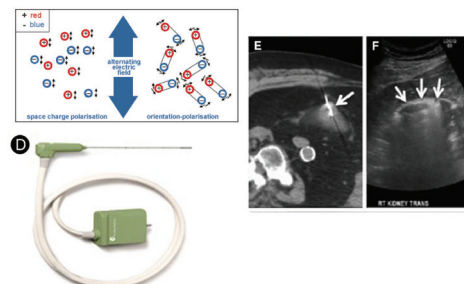 + red
- blue
alternating
electric
field
space charge polarisation
orientation-polarisation
E
F
D
RT KIDNEY TRANS